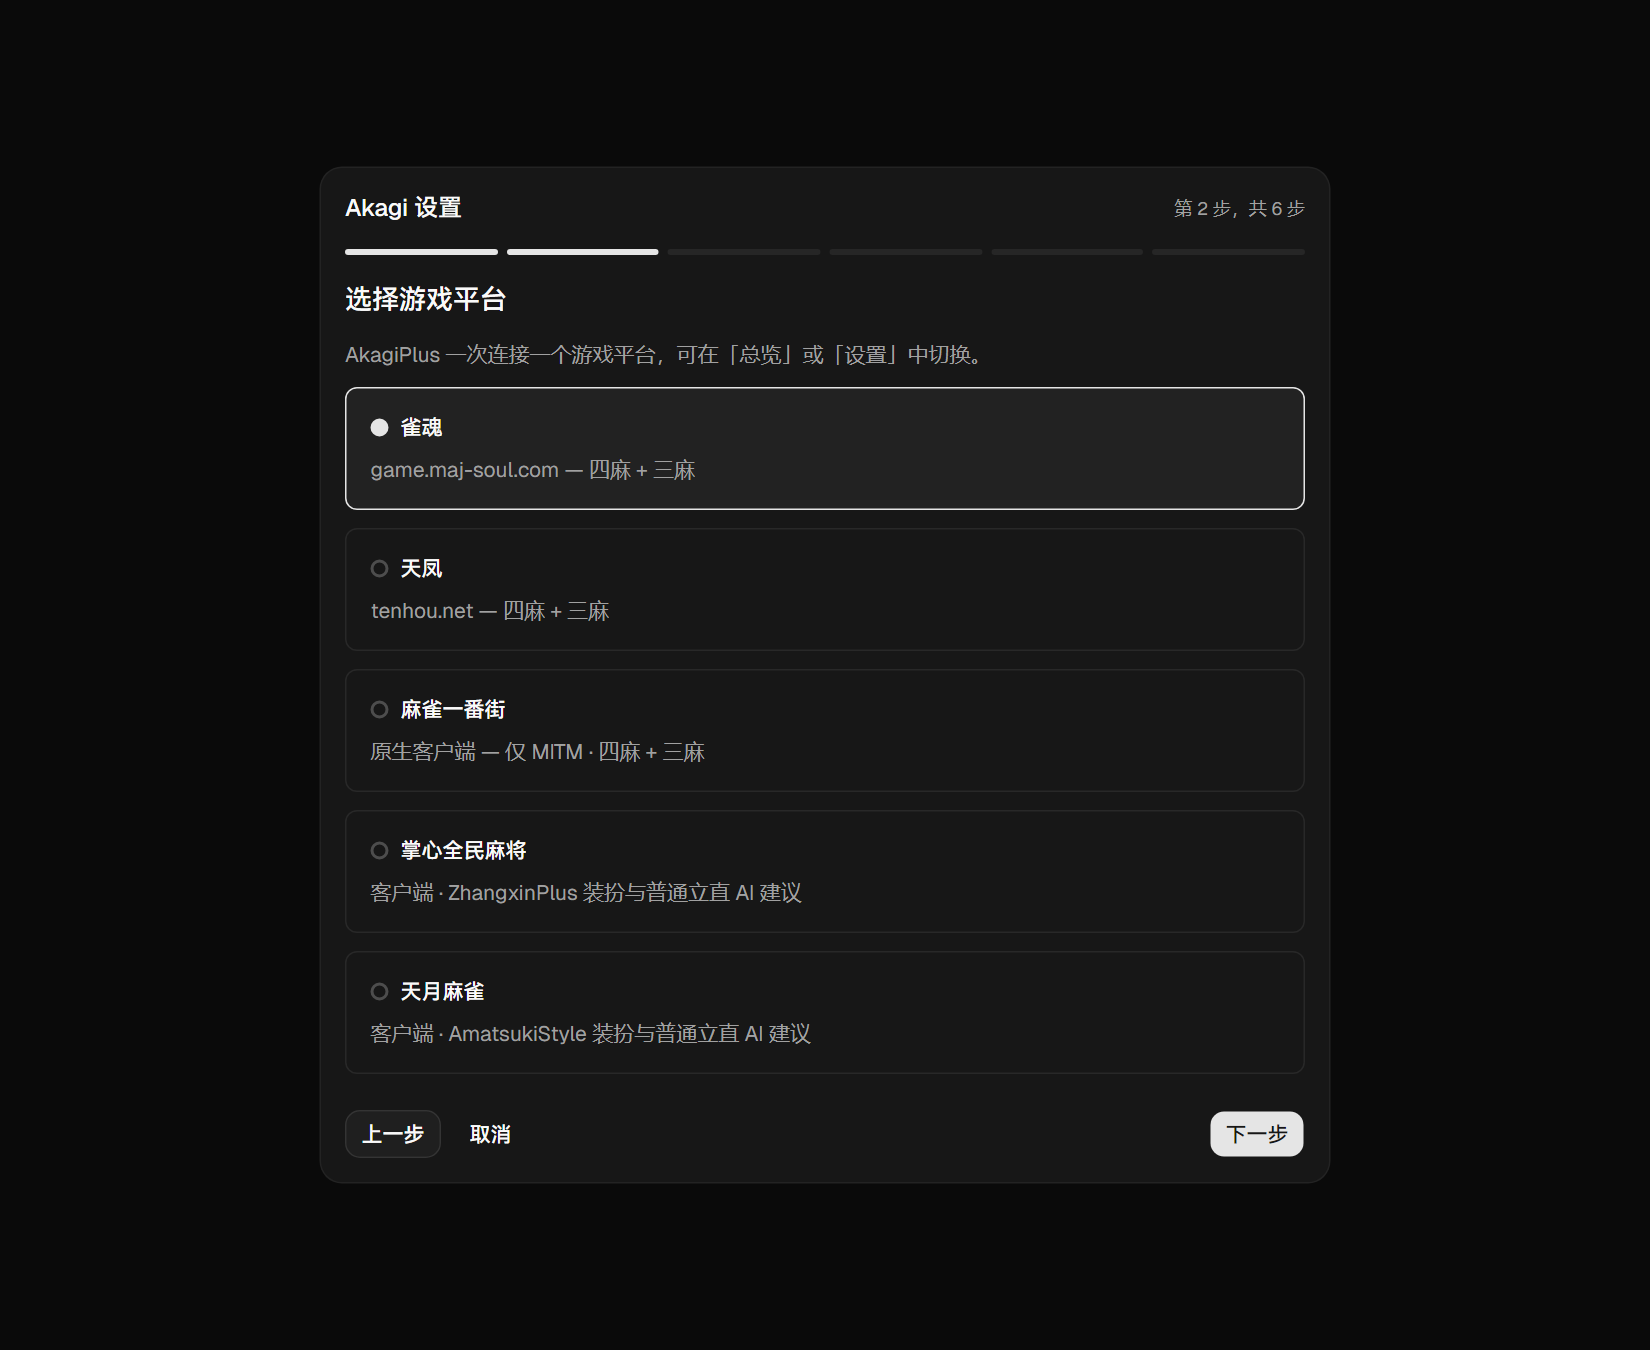 Akagi 设置
第 2 步，共 6 步
选择游戏平台
AkagiPlus 一次连接一个游戏平台，可在「总览」或「设置」中切换。
雀魂
game.maj-soul.com — 四麻 + 三麻
天凤
tenhou.net — 四麻 + 三麻
麻雀一番街
原生客户端 — 仅 MITM · 四麻 + 三麻
掌心全民麻将
客户端 · ZhangxinPlus 装扮与普通立直 AI 建议
天月麻雀
客户端 · AmatsukiStyle 装扮与普通立直 AI 建议
上一步
取消
下一步